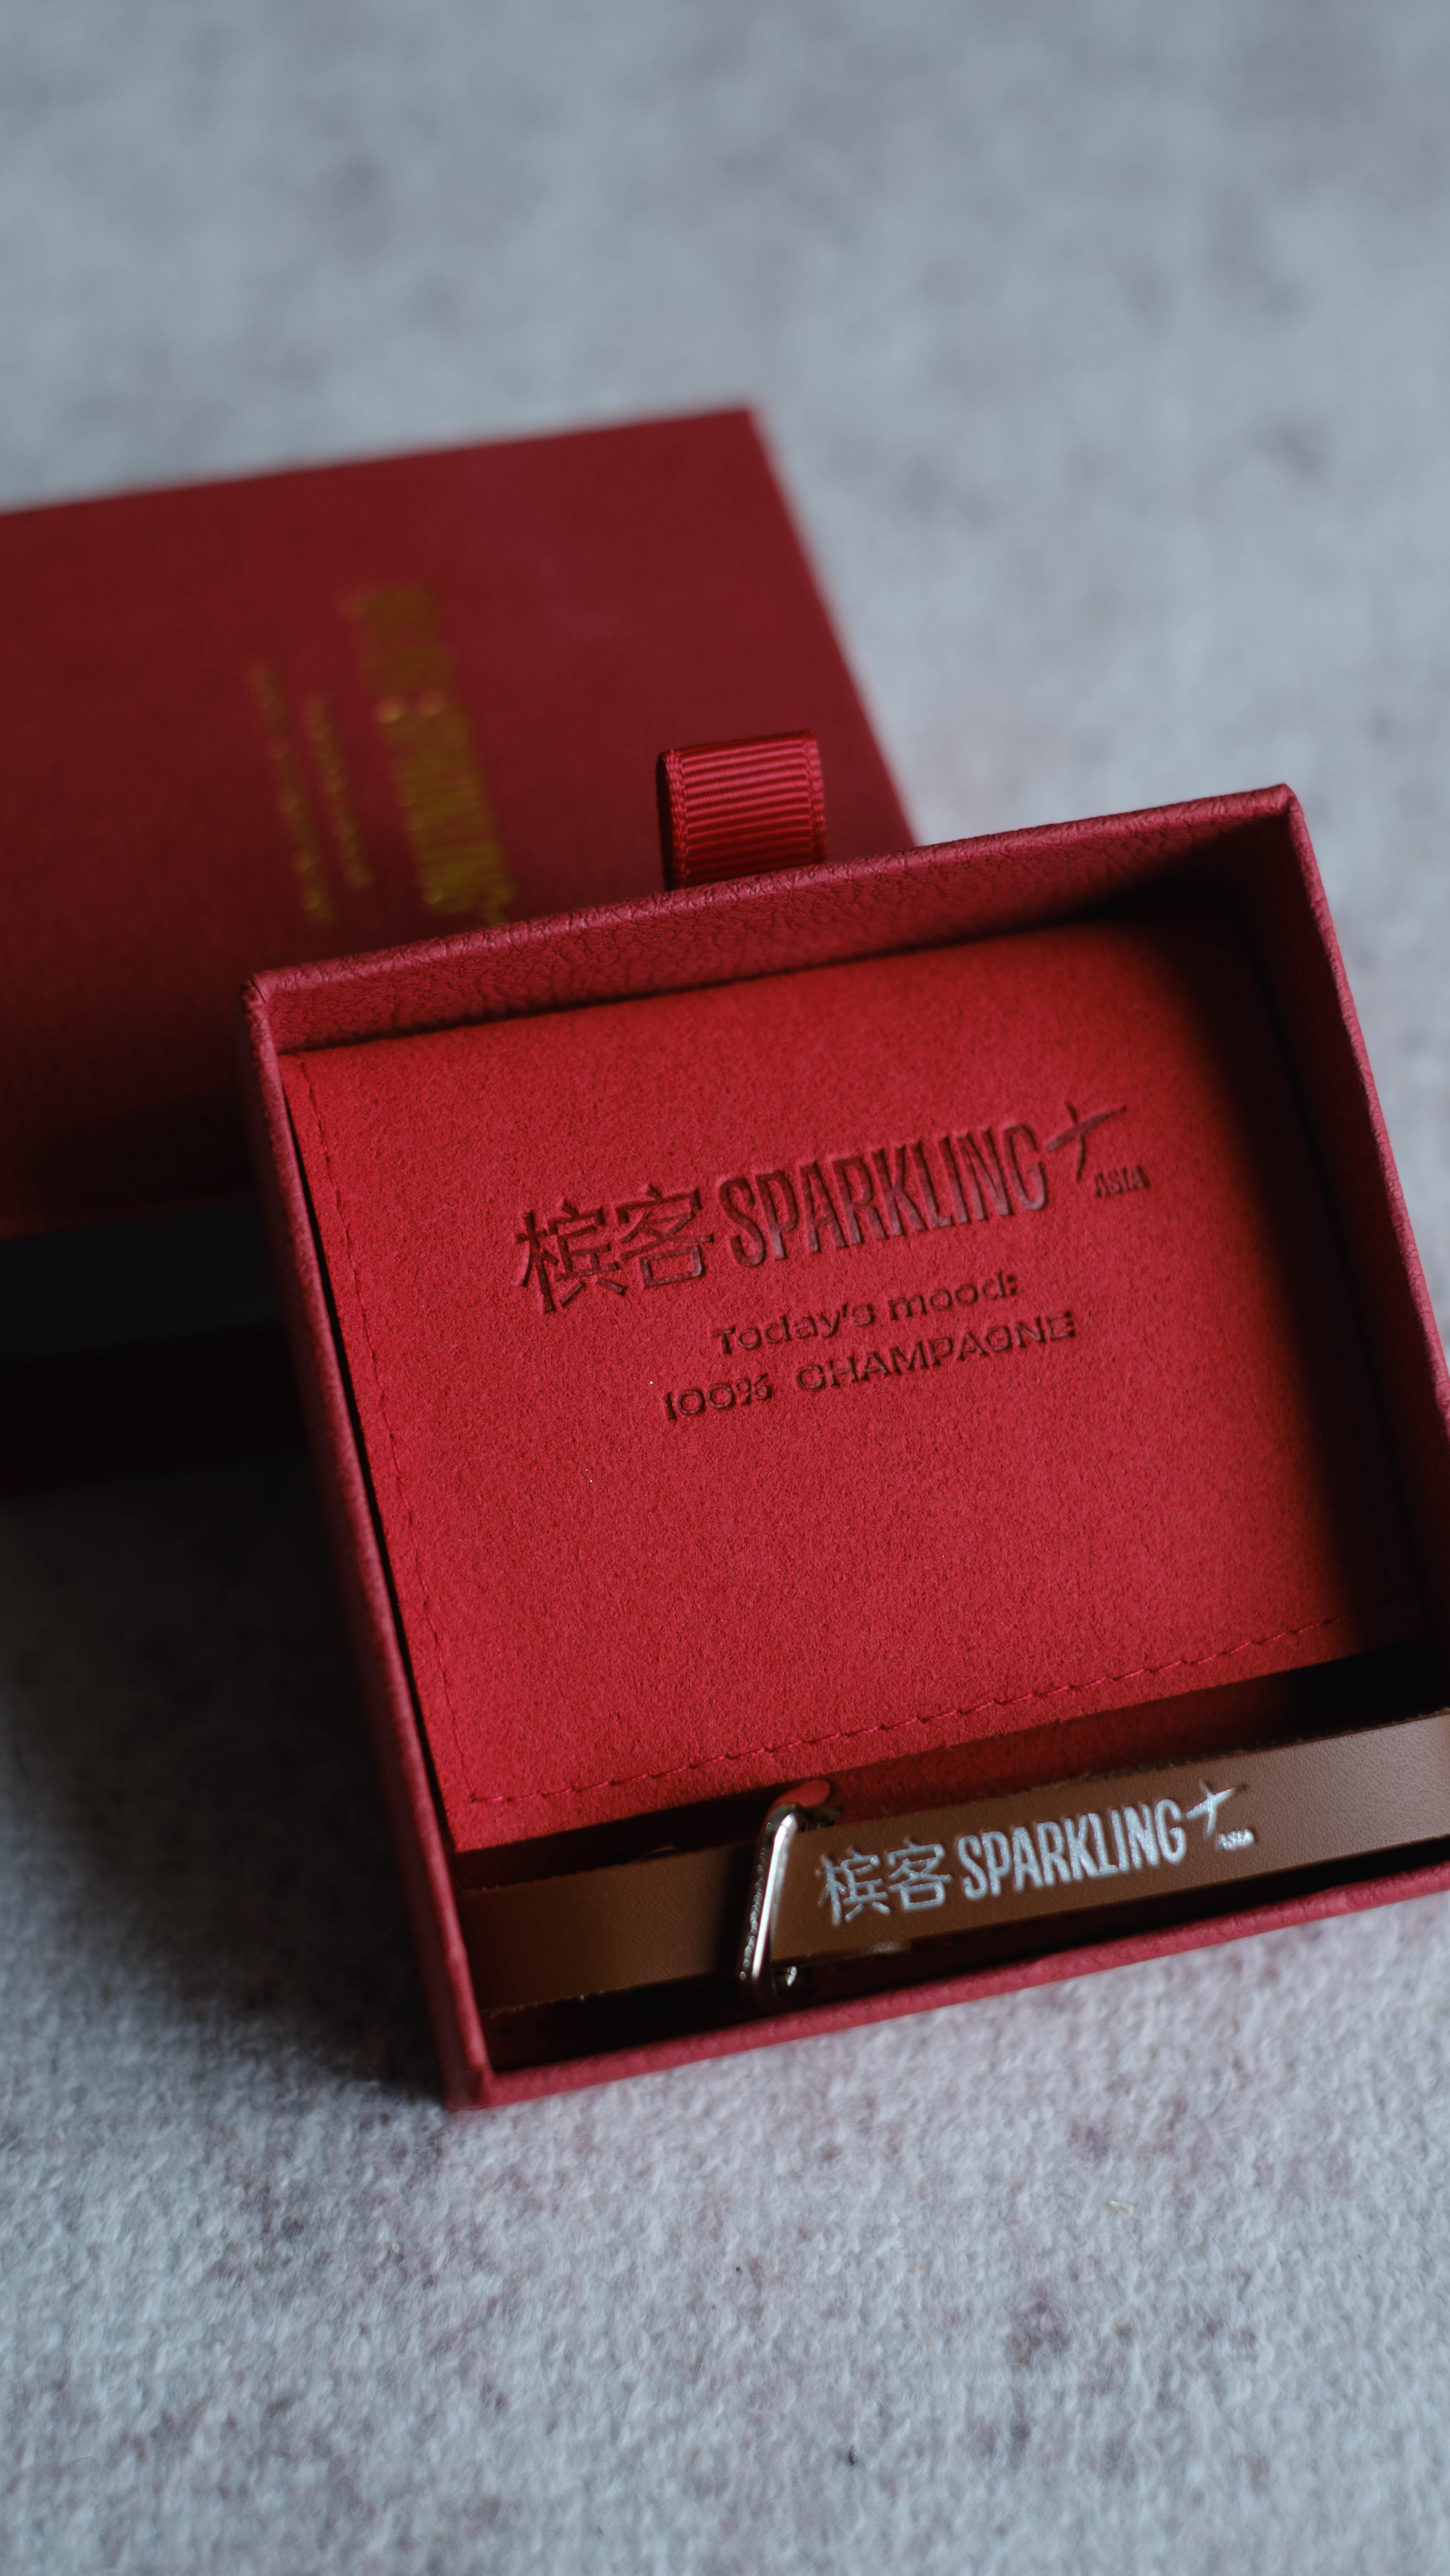 槟客 SPARKLING
ASIA
Today's mood:
100% CHAMPAGNE
槟客 SPARKLING
ASIA